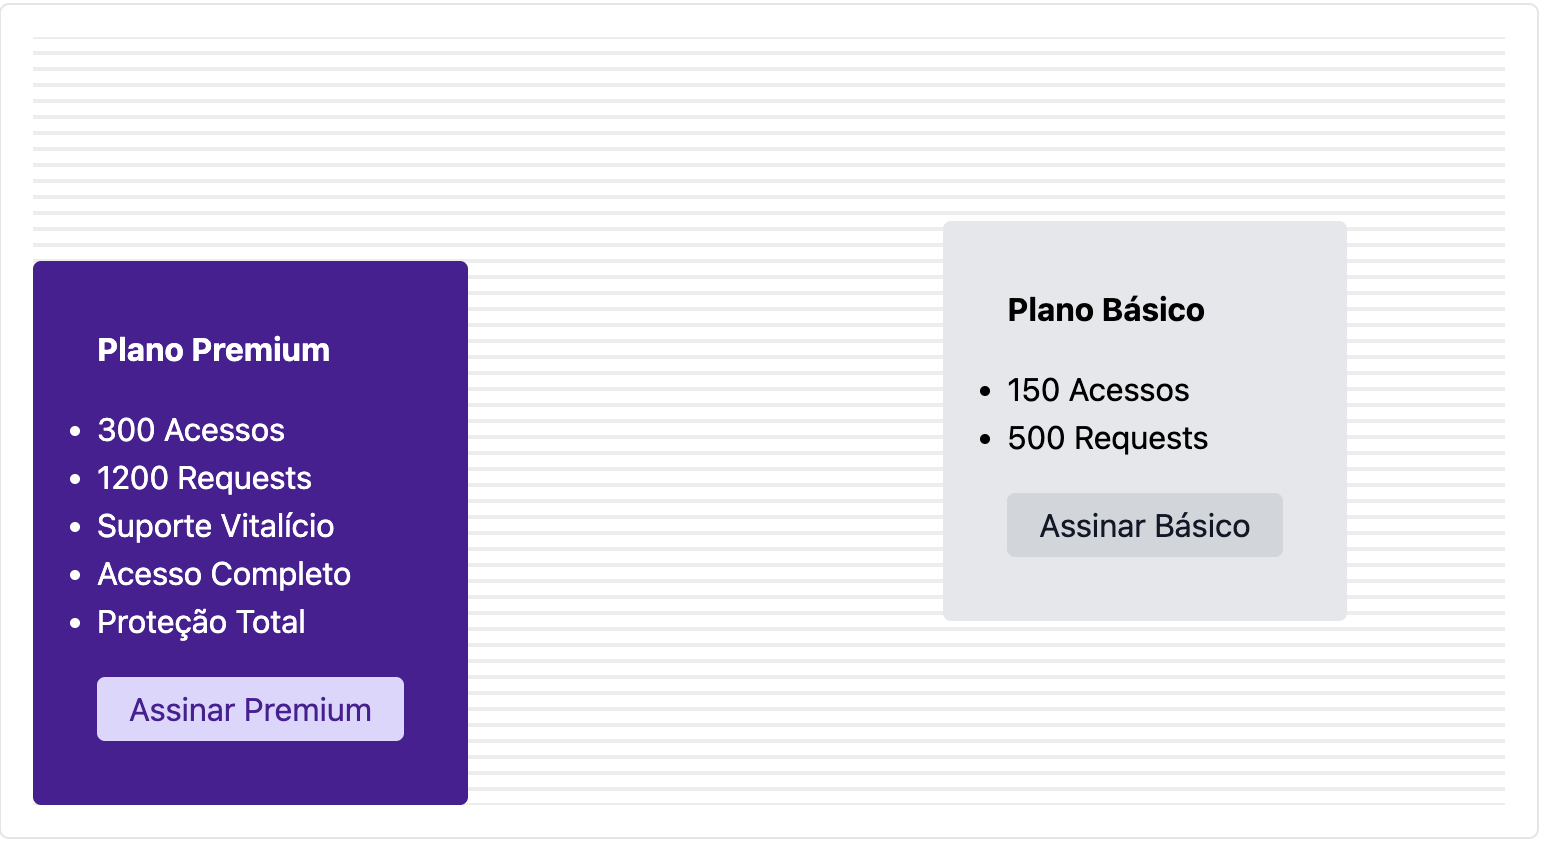 Plano Premium
300 Acessos
1200 Requests
Suporte Vitalício
Acesso Completo
Proteção Total
Assinar Premium
Plano Básico
150 Acessos
500 Requests
Assinar Básico